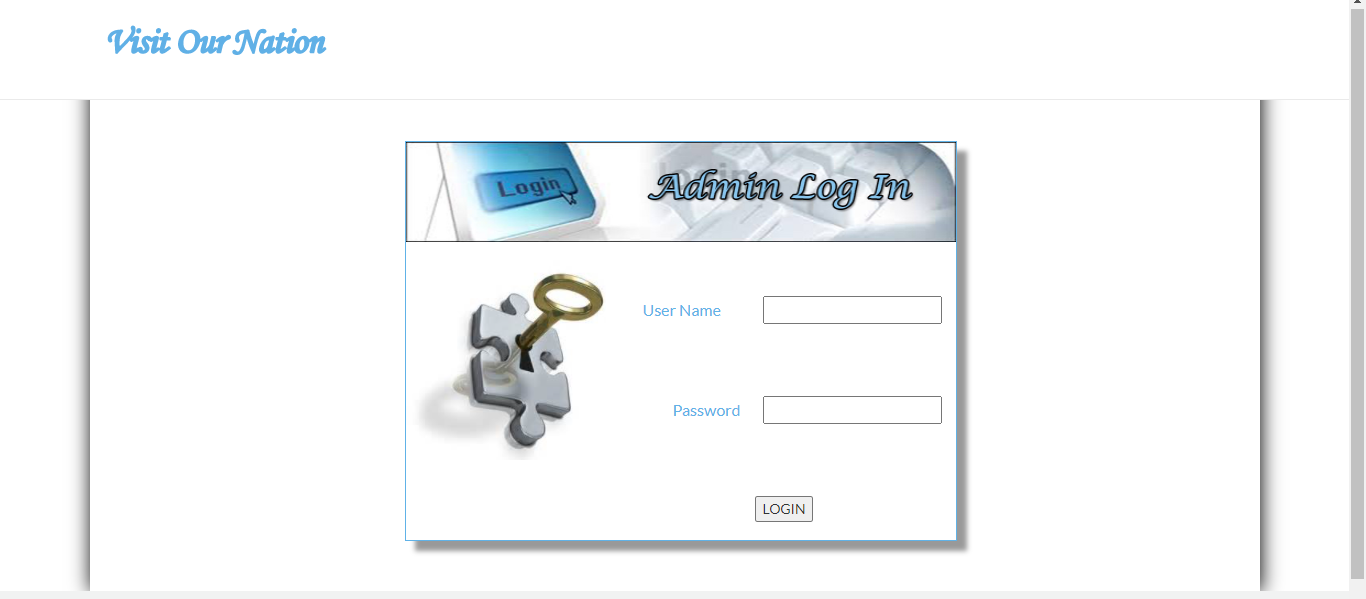 Visit Our Nation
Login
Admin Log In
User Name
Password
LOGIN